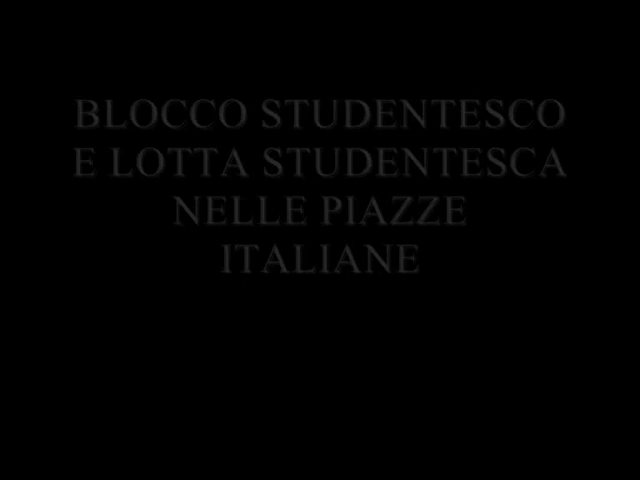 BLOCCO STUDENTESCO
E LOTTA STUDENTESCA
NELLE PIAZZE
ITALIANE